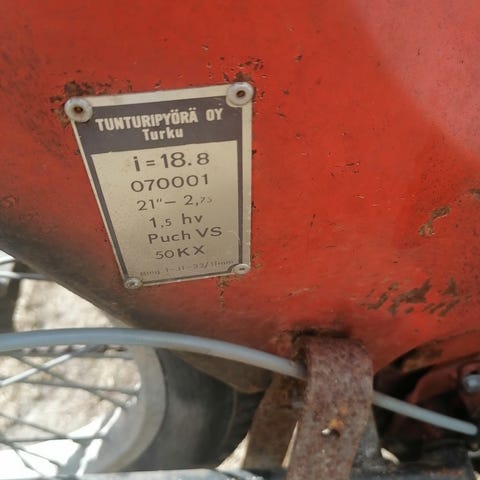 TUNTURIPYÖRÄ OY
Turku
i = 18.8
070001
21" - 2,75
1,5 hv
Puch VS
50KX